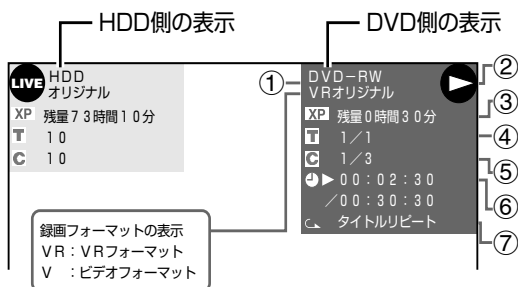 HDD側の表示
DVD側の表示
LIVE HDD
オリジナル
XP 残量73時間10分
T 10
C 10
録画フォーマットの表示
VR:VRフォーマット
V :ビデオフォーマット
① DVD-RW
VRオリジナル
XP 残量0時間30分
T 1/1
C 1/3
00:02:30
/00:30:30
タイトルリピート
②
③
④
⑤
⑥
⑦